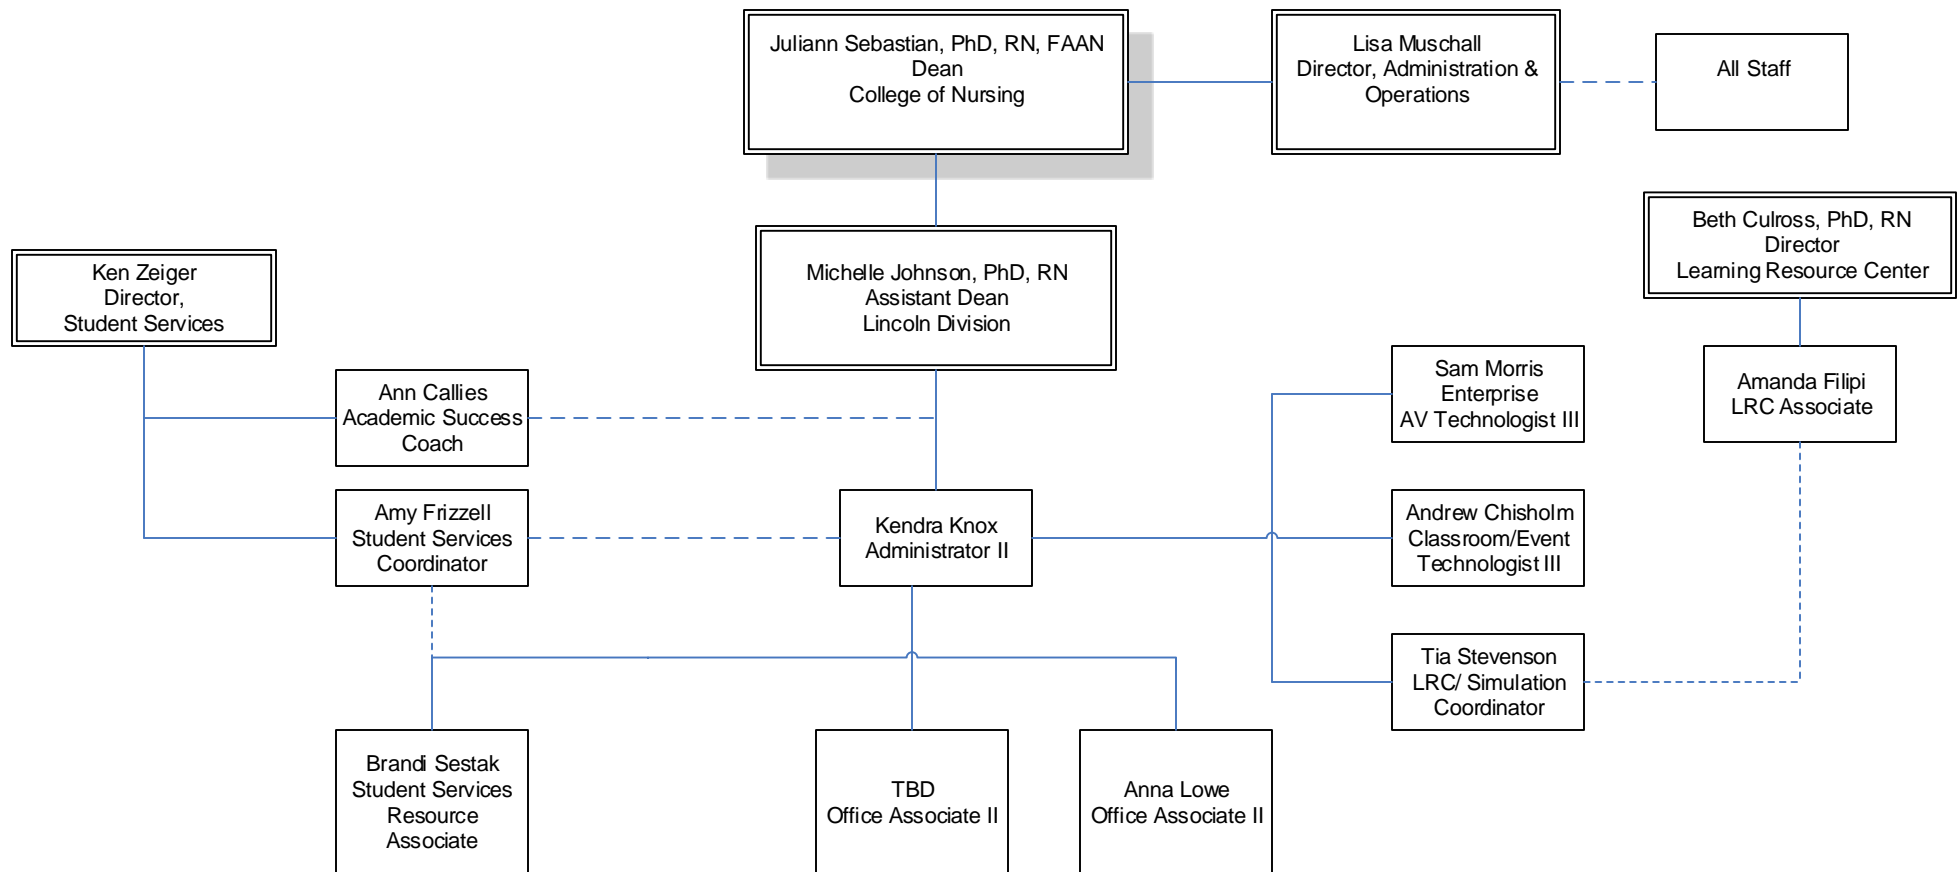 Juliann Sebastian, PhD, RN, FAAN
Dean
College of Nursing
Lisa Muschall
Director, Administration &
Operations
All Staff
Beth Culross, PhD, RN
Director
Learning Resource Center
Ken Zeiger
Director,
Student Services
Michelle Johnson, PhD, RN
Assistant Dean
Lincoln Division
Ann Callies
Academic Success
Coach
Sam Morris
Enterprise
AV Technologist III
Amanda Filipi
LRC Associate
Amy Frizzell
Student Services
Coordinator
Kendra Knox
Administrator II
Andrew Chisholm
Classroom/Event
Technologist III
Tia Stevenson
LRC/ Simulation
Coordinator
Brandi Sestak
Student Services
Resource
Associate
TBD
Office Associate II
Anna Lowe
Office Associate II